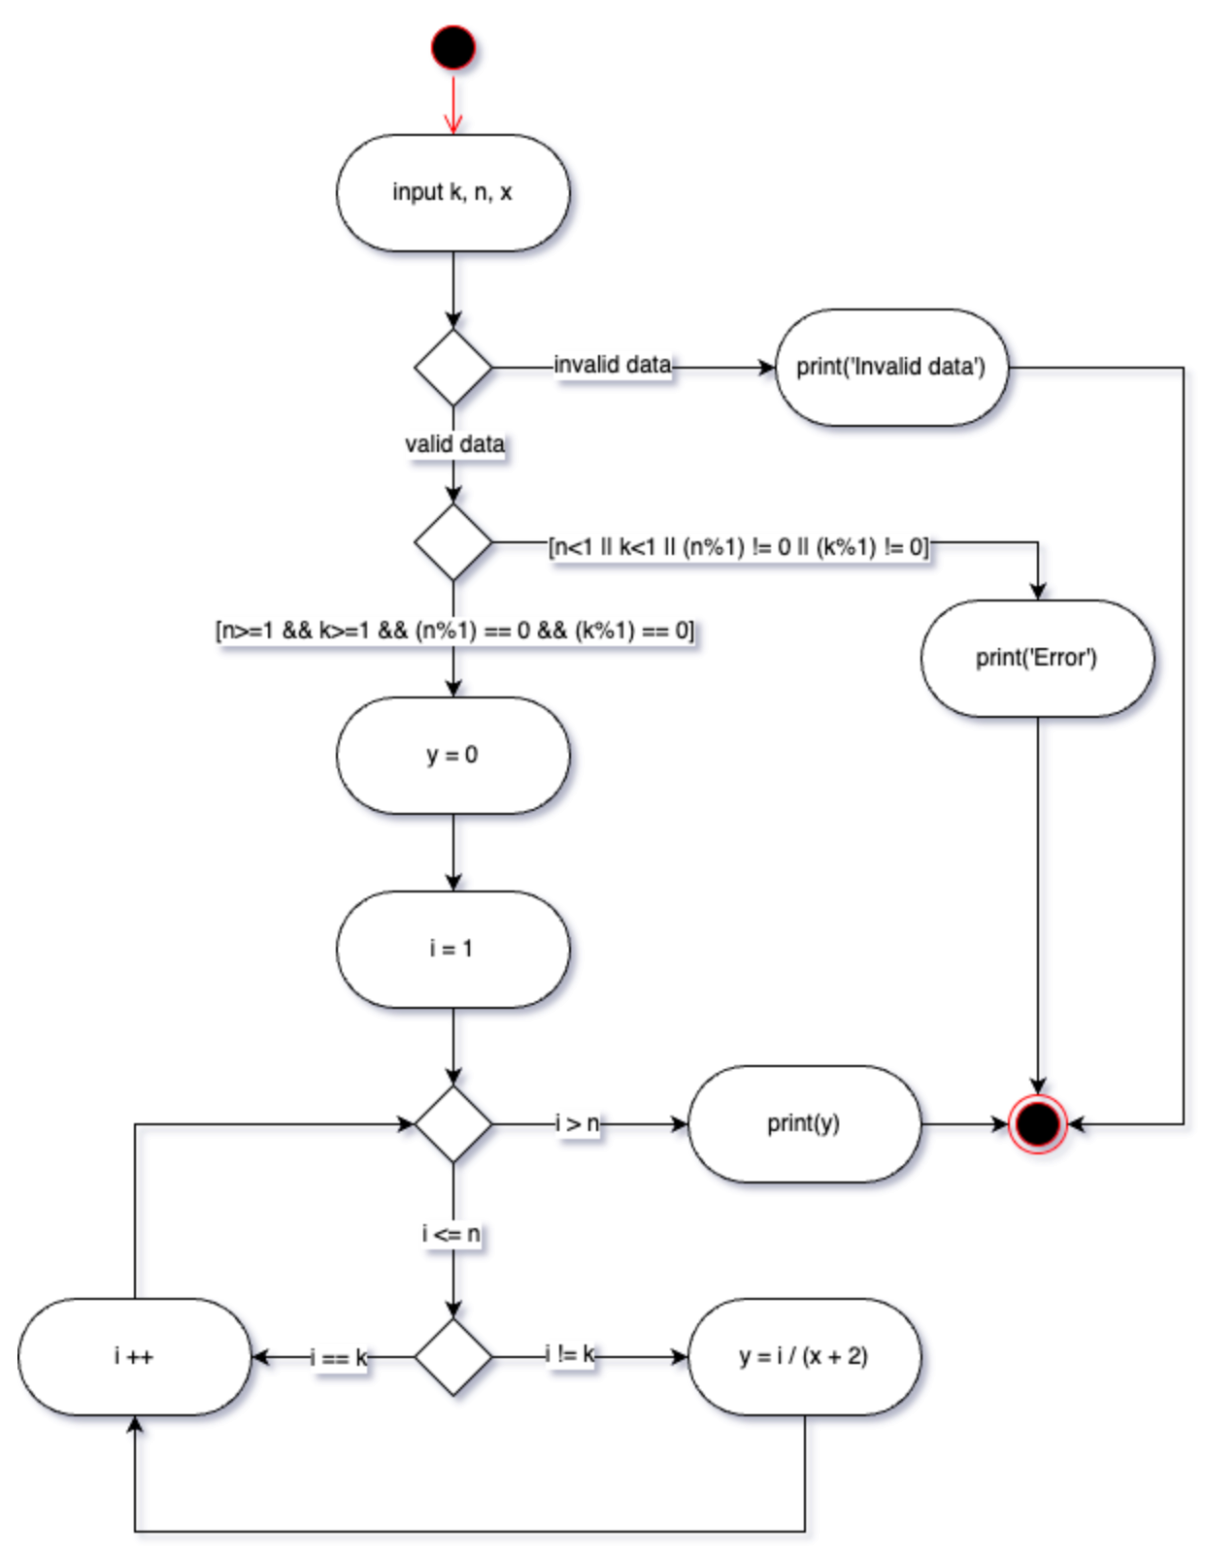 input k, n, x
invalid data
print('Invalid data')
valid data
[n<1 || k<1 || (n%1) != 0 || (k%1) != 0]
[n>=1 && k>=1 && (n%1) == 0 && (k%1) == 0]
print('Error')
y = 0
i = 1
i > n
print(y)
i <= n
i ++
i == k
i != k
y = i / (x + 2)